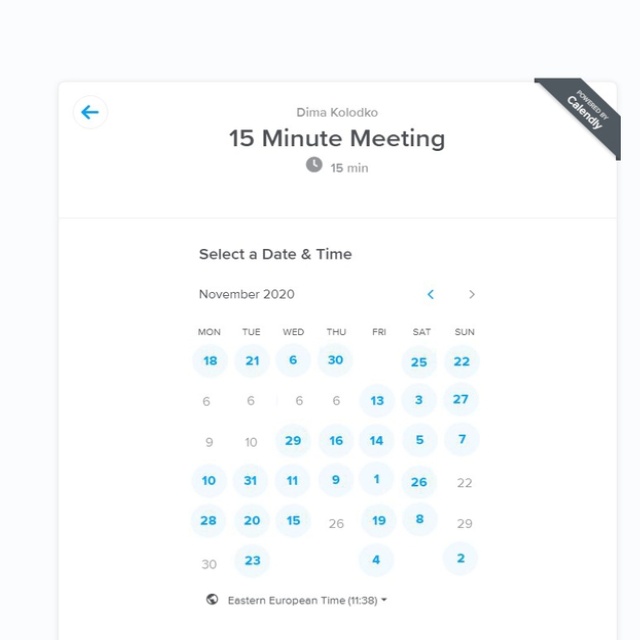 POWERED BY
Calendly
Dima Kolodko
15 Minute Meeting
15 min
Select a Date & Time
November 2020
MON TUE WED THU FRI SAT SUN
18 21 6 30 25 22
6 6 6 6 13 3 27
9 10 29 16 14 5 7
10 31 11 9 1 26 22
28 20 15 26 19 8 29
30 23 4 2
Eastern European Time (11:38)